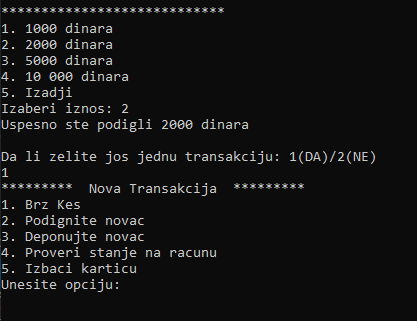 ****************************
1. 1000 dinara
2. 2000 dinara
3. 5000 dinara
4. 10 000 dinara
5. Izadji
Izaberi iznos: 2
Uspesno ste podigli 2000 dinara
Da li zelite jos jednu transakciju: 1(DA)/2(NE)
1
*********  Nova Transakcija  *********
1. Brz Kes
2. Podignite novac
3. Deponujte novac
4. Proveri stanje na racunu
5. Izbaci karticu
Unesite opciju: